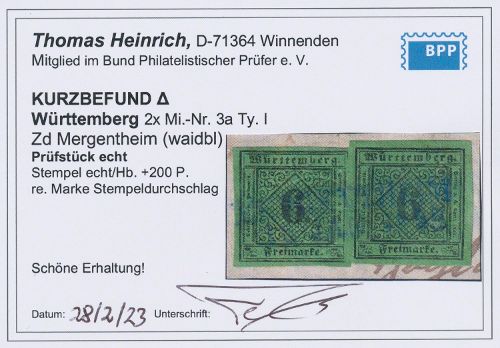 Thomas Heinrich, D-71364 Winnenden
Mitglied im Bund Philatelistischer Prüfer e. V.
BPP
KURZBEFUND Δ
Württemberg 2x Mi.-Nr. 3a Ty. I
Zd Mergentheim (waidbl)
Prüfstück echt
Stempel echt/Hb. +200 P.
re. Marke Stempeldurchschlag
Württemberg. Württemberg.
6 6
Freimarke. Freimarke.
Schöne Erhaltung!
Datum: 28/2/23 Unterschrift: